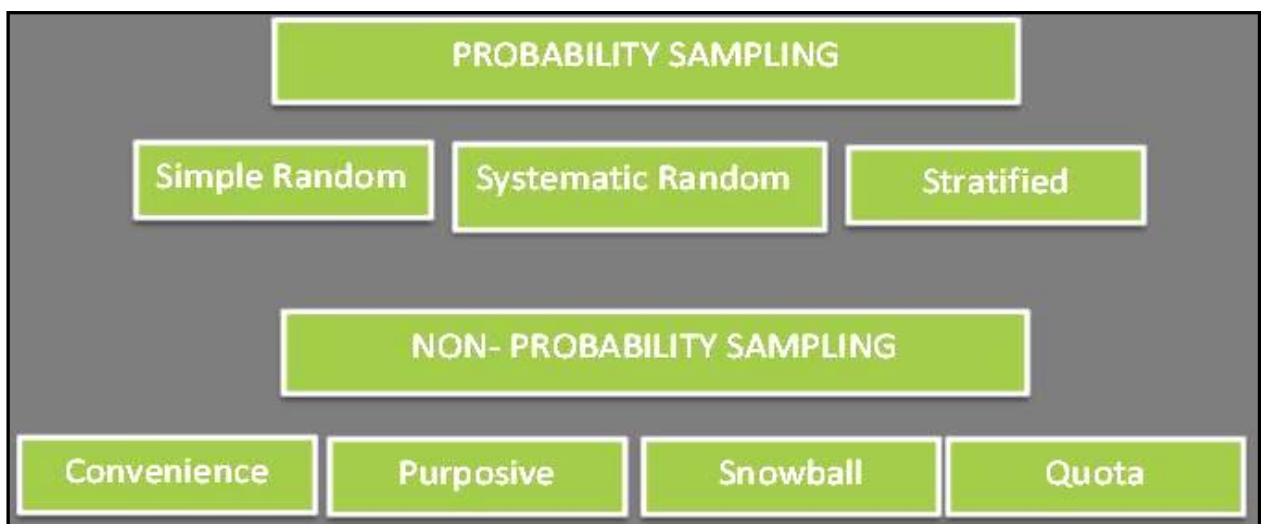 PROBABILITY SAMPLING
Simple Random
Systematic Random
Stratified
NON- PROBABILITY SAMPLING
Convenience
Purposive
Snowball
Quota